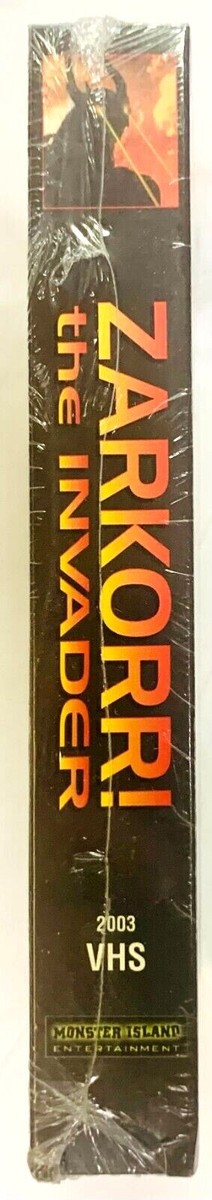 ZARKORR!
the INVADER
2003
VHS
MONSTER ISLAND
ENTERTAINMENT